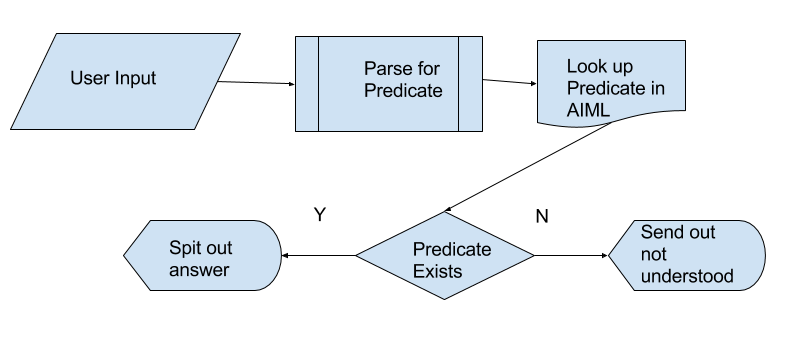 User Input
Parse for
Predicate
Look up
Predicate in
AIML
Y
N
Spit out
answer
Predicate
Exists
Send out
not
understood